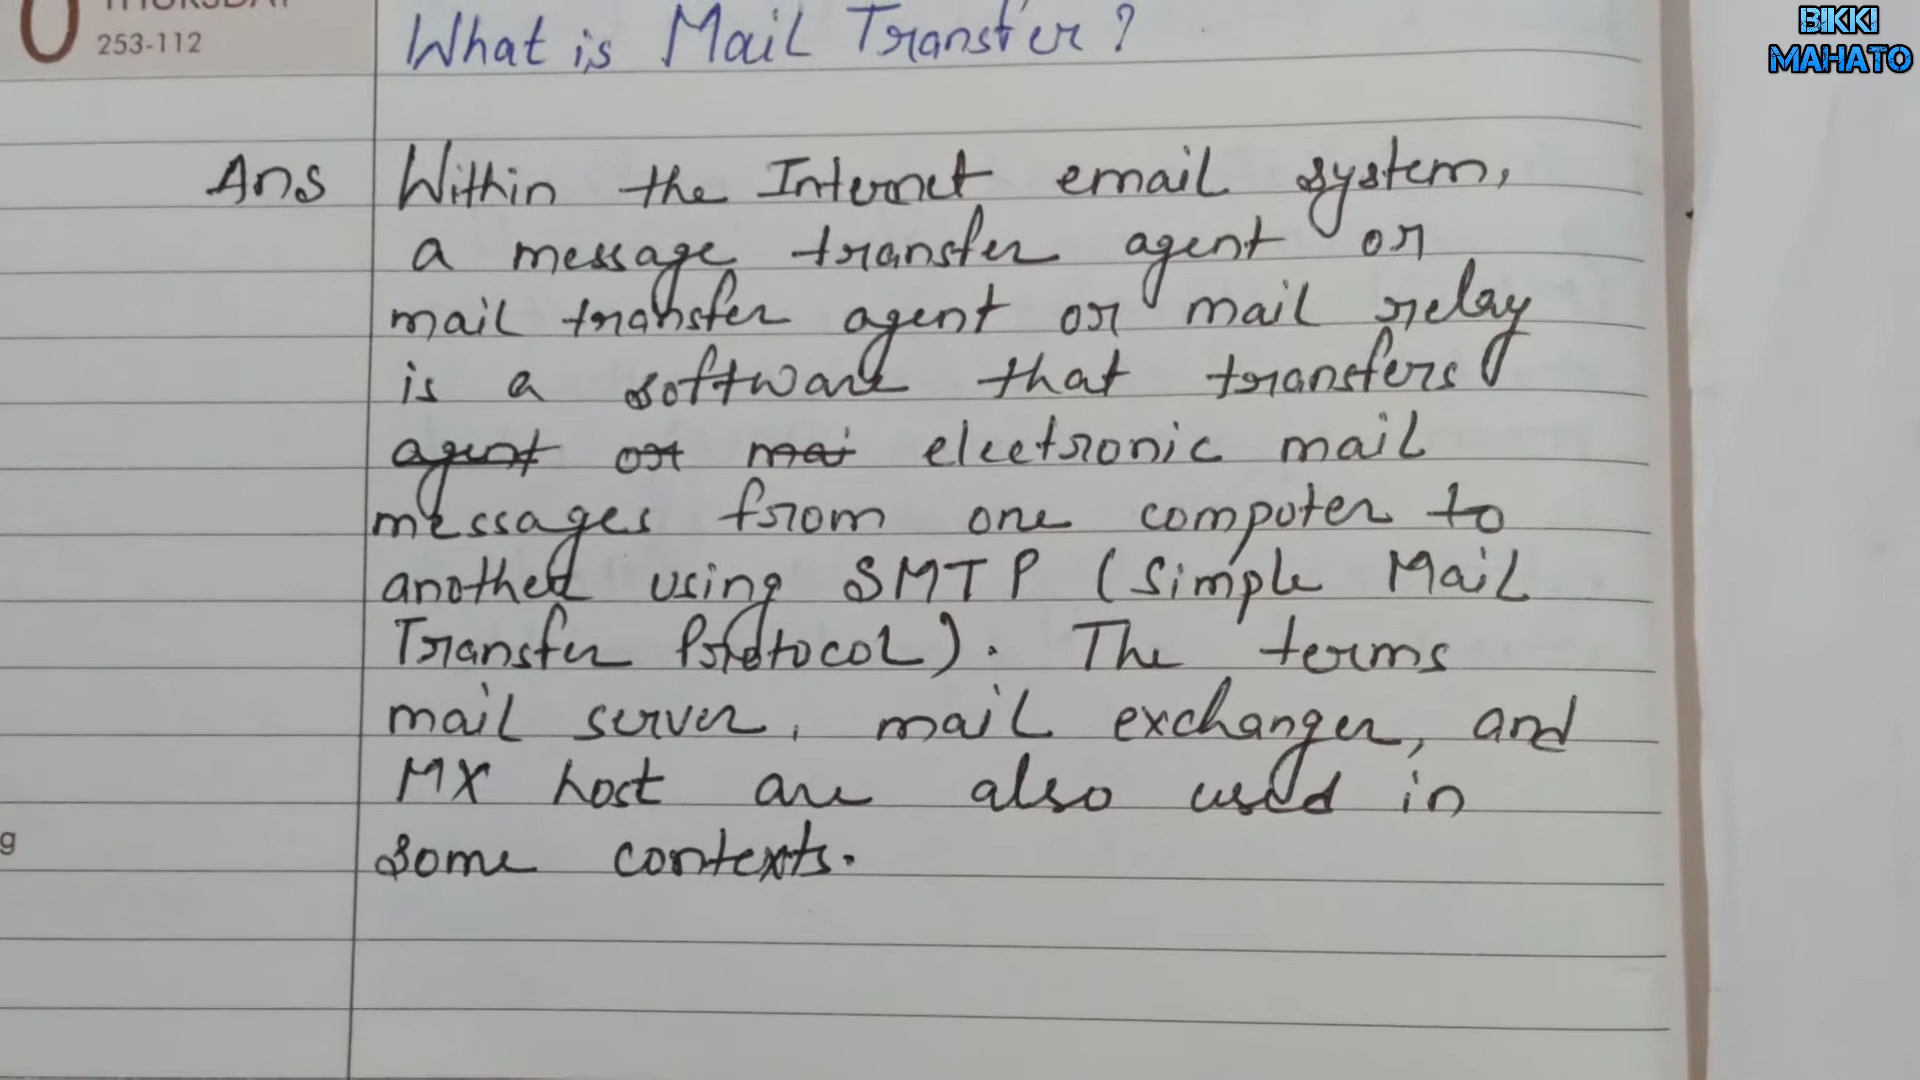 THURSDAY
253-112
BIKKI
MAHATO
What is Mail Transfer?
Ans Within the Internet email system,
a message transfer agent or
mail transfer agent or mail relay
is a software that transfers
agent or mai electronic mail
messages from one computer to
another using SMTP (Simple Mail
Transfer Protocol). The terms
mail server, mail exchanger, and
MX host are also used in
some contexts.